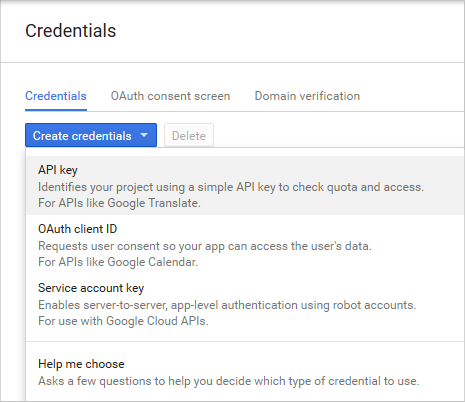 Credentials
Credentials OAuth consent screen Domain verification
Create credentials Delete
API key
Identifies your project using a simple API key to check quota and access.
For APIs like Google Translate.
OAuth client ID
Requests user consent so your app can access the user's data.
For APIs like Google Calendar.
Service account key
Enables server-to-server, app-level authentication using robot accounts.
For use with Google Cloud APIs.
Help me choose
Asks a few questions to help you decide which type of credential to use.